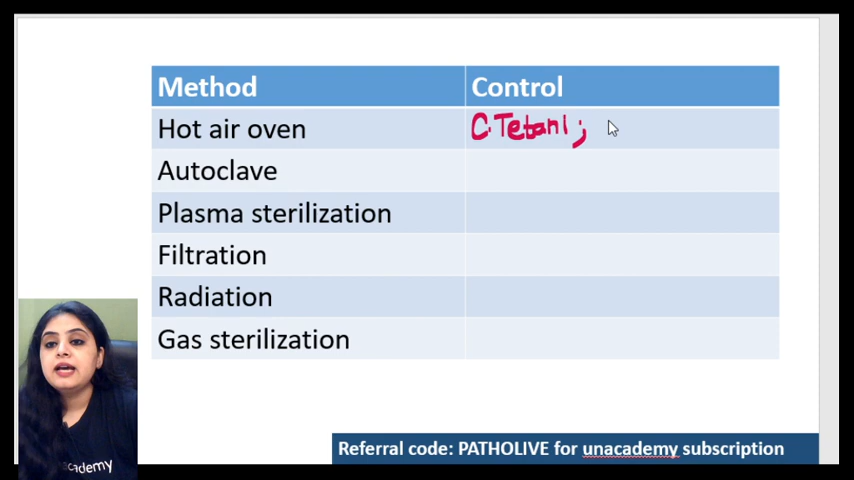 Method Control
Hot air oven C. Tetani ;
Autoclave
Plasma sterilization
Filtration
Radiation
Gas sterilization
unacademy
Referral code: PATHOLIVE for unacademy subscription